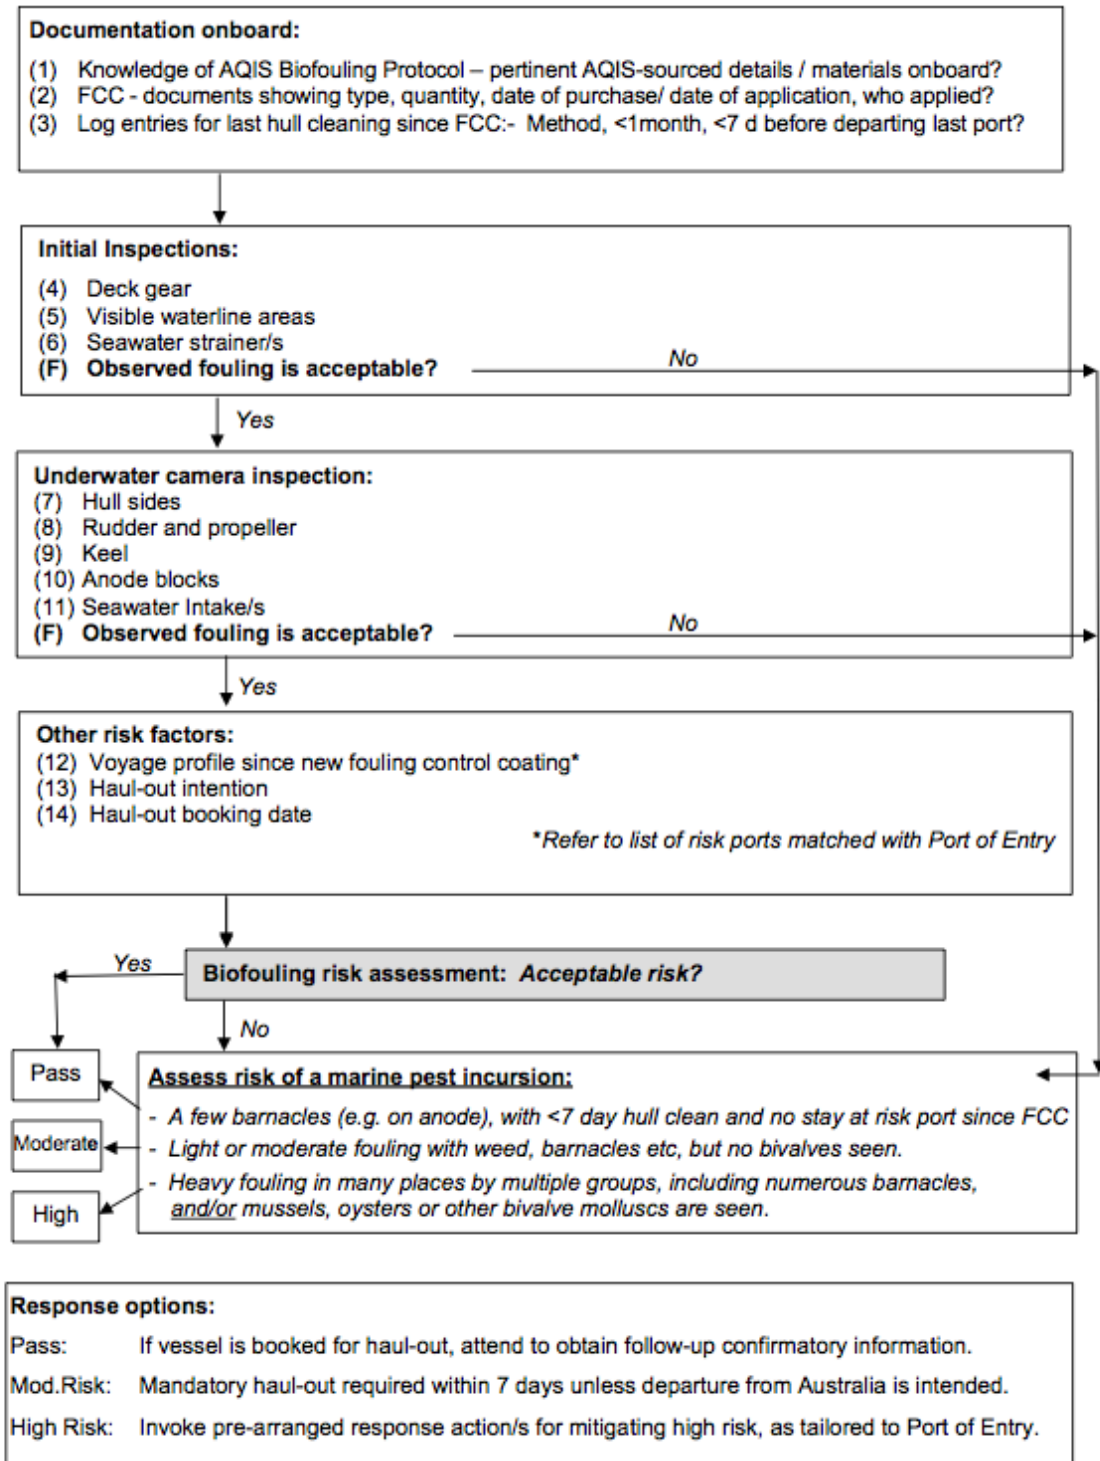 Documentation onboard:
(1) Knowledge of AQIS Biofouling Protocol – pertinent AQIS-sourced details / materials onboard?
(2) FCC - documents showing type, quantity, date of purchase/ date of application, who applied?
(3) Log entries for last hull cleaning since FCC:- Method, <1month, <7 d before departing last port?
Initial Inspections:
(4) Deck gear
(5) Visible waterline areas
(6) Seawater strainer/s
(F) Observed fouling is acceptable?
No
Yes
Underwater camera inspection:
(7) Hull sides
(8) Rudder and propeller
(9) Keel
(10) Anode blocks
(11) Seawater Intake/s
(F) Observed fouling is acceptable?
No
Yes
Other risk factors:
(12) Voyage profile since new fouling control coating*
(13) Haul-out intention
(14) Haul-out booking date
*Refer to list of risk ports matched with Port of Entry
Yes
Biofouling risk assessment: Acceptable risk?
No
Pass
Moderate
High
Assess risk of a marine pest incursion:
- A few barnacles (e.g. on anode), with <7 day hull clean and no stay at risk port since FCC
- Light or moderate fouling with weed, barnacles etc, but no bivalves seen.
- Heavy fouling in many places by multiple groups, including numerous barnacles,
and/or mussels, oysters or other bivalve molluscs are seen.
Response options:
Pass: If vessel is booked for haul-out, attend to obtain follow-up confirmatory information.
Mod.Risk: Mandatory haul-out required within 7 days unless departure from Australia is intended.
High Risk: Invoke pre-arranged response action/s for mitigating high risk, as tailored to Port of Entry.